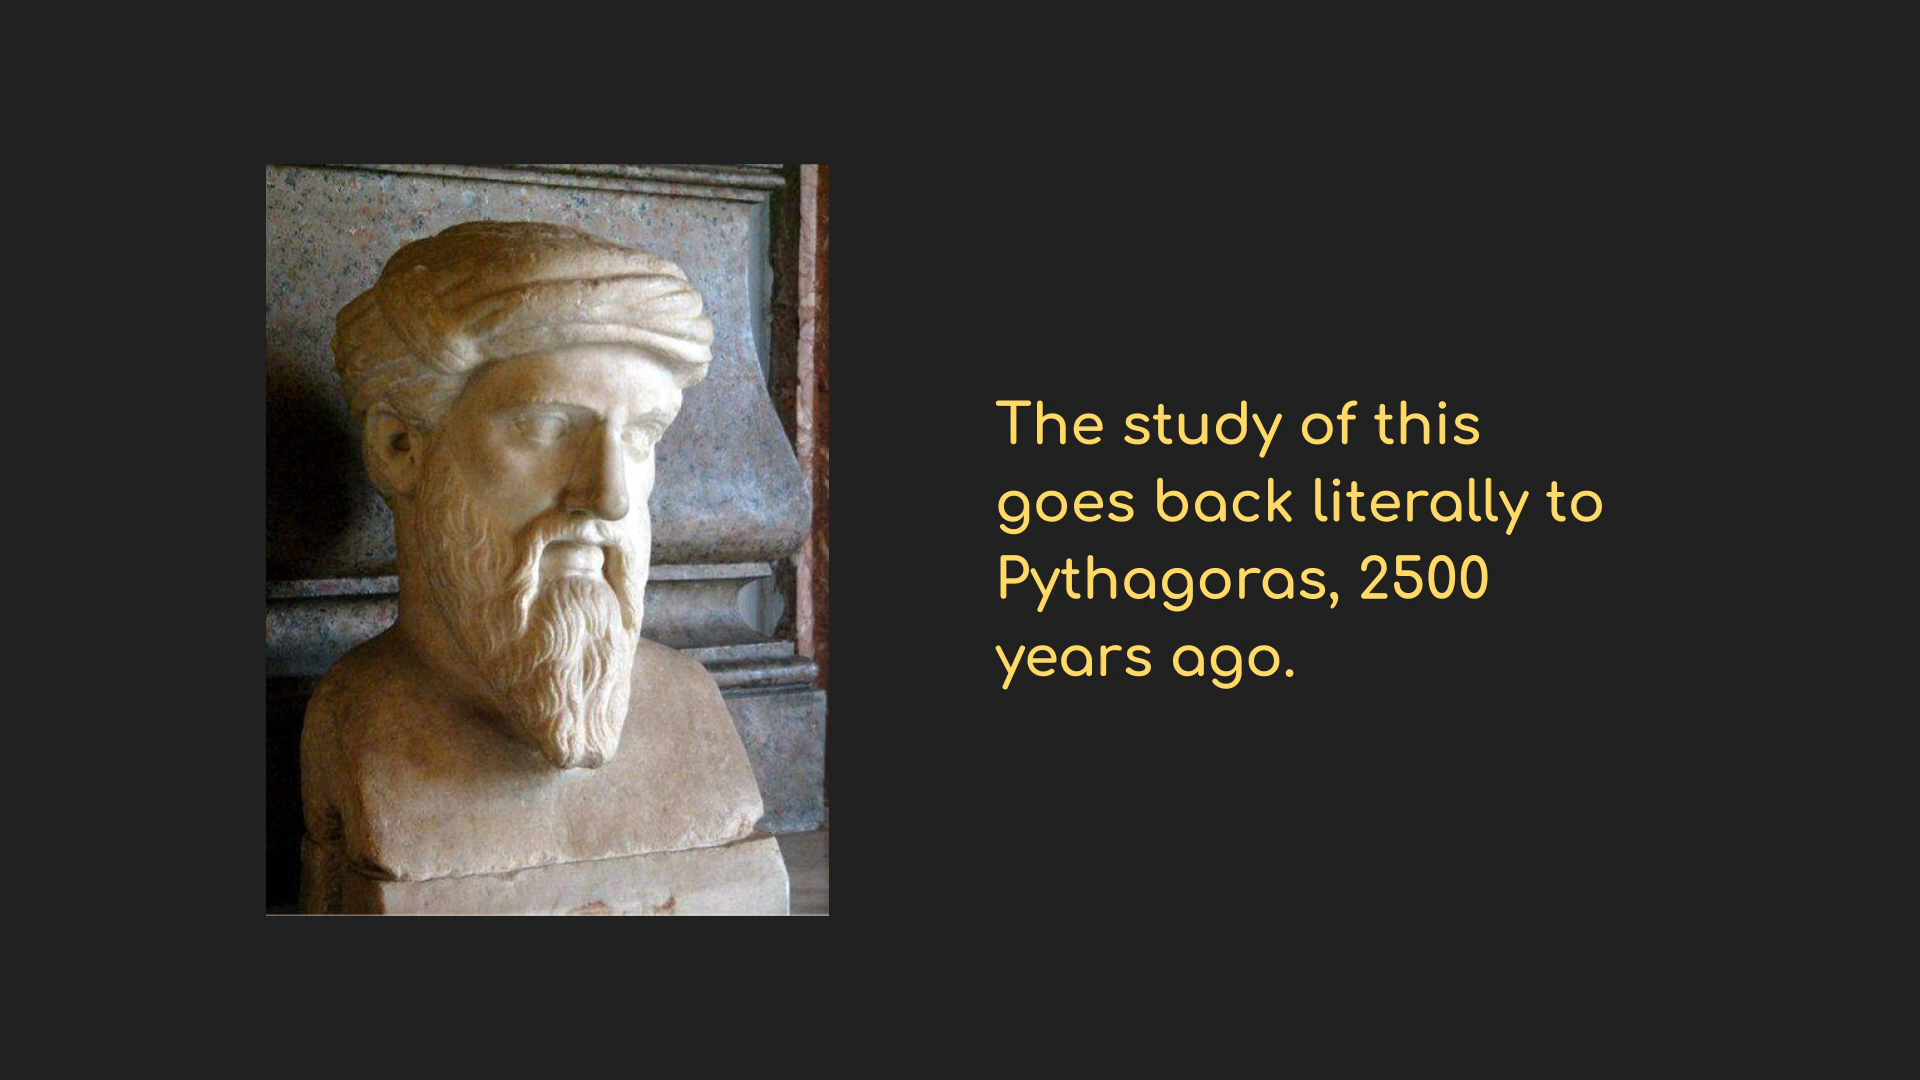 The study of this
goes back literally to
Pythagoras, 2500
years ago.